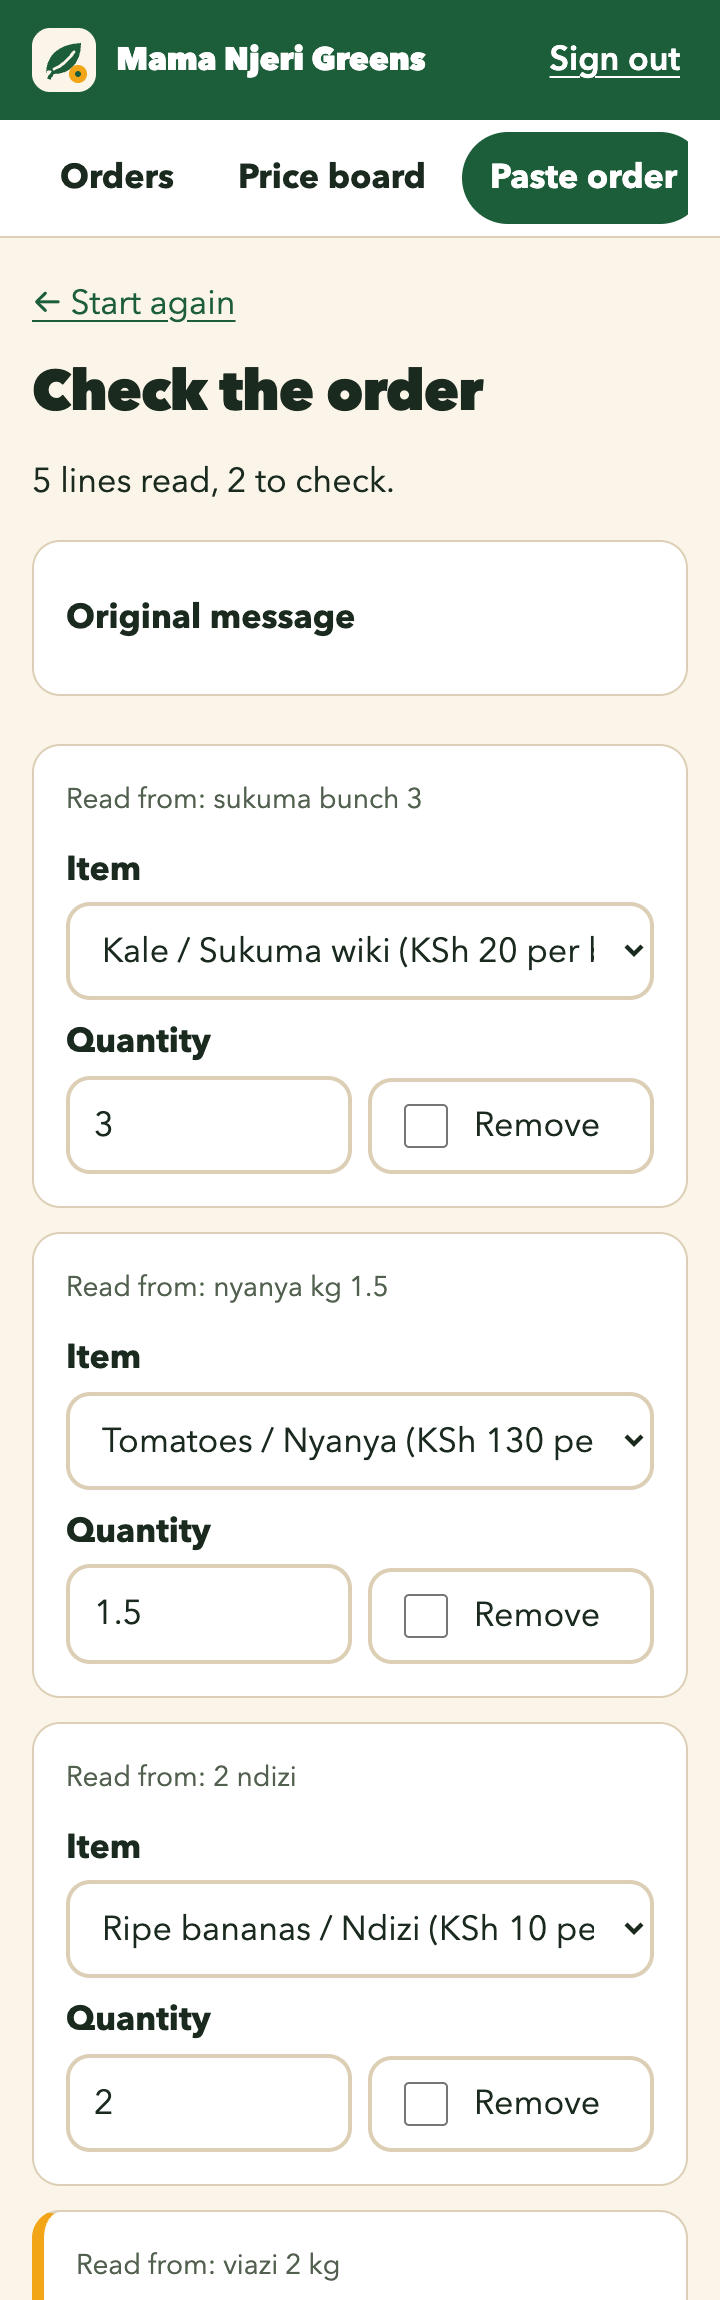 Mama Njeri Greens
Sign out
Orders
Price board
Paste order
← Start again
Check the order
5 lines read, 2 to check.
Original message
Read from: sukuma bunch 3
Item
Kale / Sukuma wiki (KSh 20 per
Quantity
3
Remove
Read from: nyanya kg 1.5
Item
Tomatoes / Nyanya (KSh 130 pe
Quantity
1.5
Remove
Read from: 2 ndizi
Item
Ripe bananas / Ndizi (KSh 10 pe
Quantity
2
Remove
Read from: viazi 2 kg